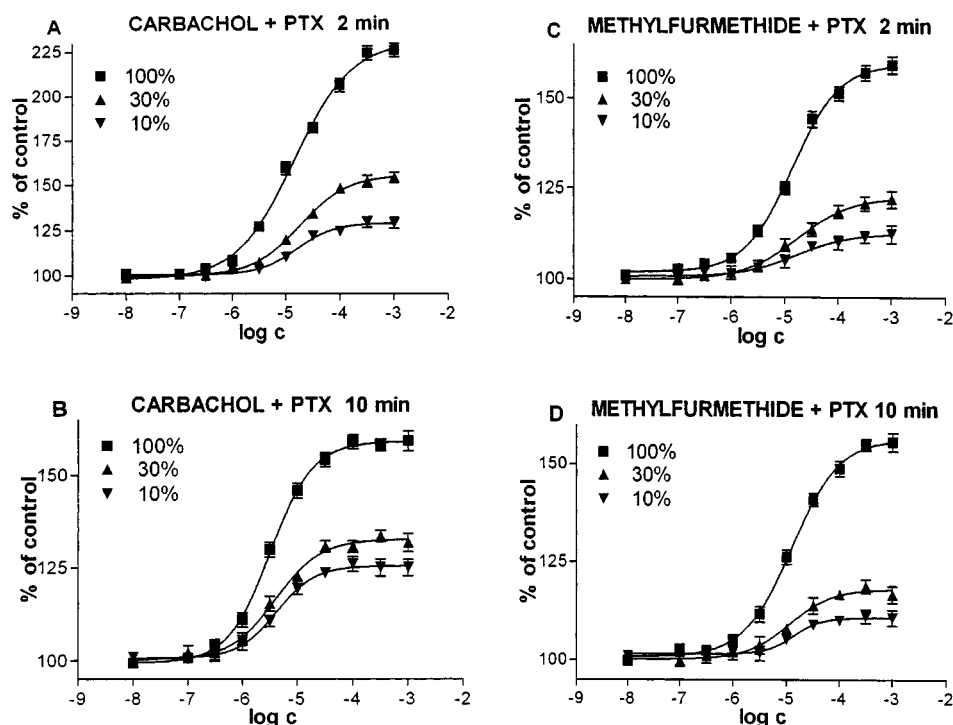 A
CARBACHOL + PTX 2 min
225
200
175
150
125
100
% of control
■ 100%
▲ 30%
▼ 10%
-9 -8 -7 -6 -5 -4 -3 -2
log c
C
METHYLFURMETHIDE + PTX 2 min
150
125
100
% of control
■ 100%
▲ 30%
▼ 10%
-9 -8 -7 -6 -5 -4 -3 -2
log c
B
CARBACHOL + PTX 10 min
150
125
100
% of control
■ 100%
▲ 30%
▼ 10%
-9 -8 -7 -6 -5 -4 -3 -2
log c
D
METHYLFURMETHIDE + PTX 10 min
150
125
100
% of control
■ 100%
▲ 30%
▼ 10%
-9 -8 -7 -6 -5 -4 -3 -2
log c